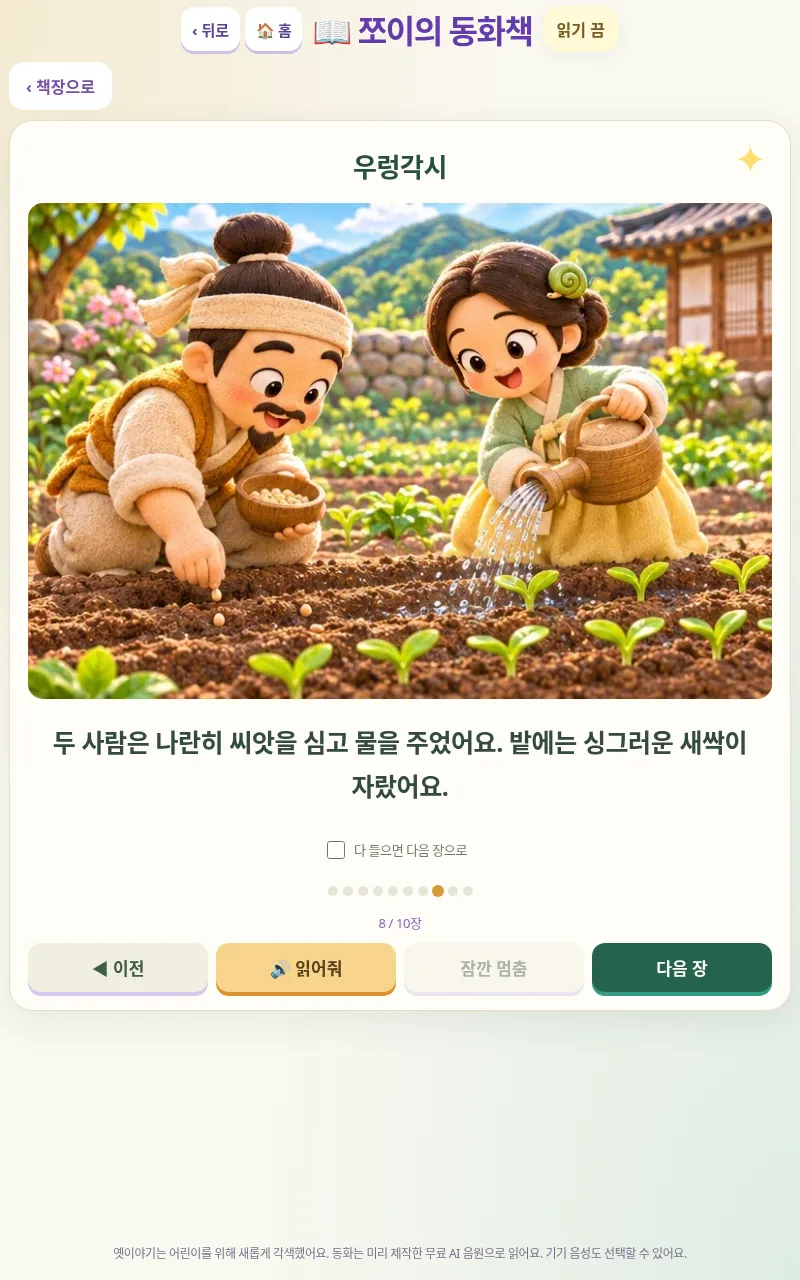 ‹ 뒤로
🏠 홈
📖 쪼이의 동화책
읽기 끝
‹ 책장으로
우렁각시
두 사람은 나란히 씨앗을 심고 물을 주었어요. 밭에는 싱그러운 새싹이
자랐어요.
다 들으면 다음 장으로
8 / 10장
◀ 이전
🔊 읽어줘
잠깐 멈춤
다음 장
옛이야기는 어린이를 위해 새롭게 각색했어요. 동화는 미리 제작한 무료 AI 음원으로 읽어요. 기기 음성도 선택할 수 있어요.